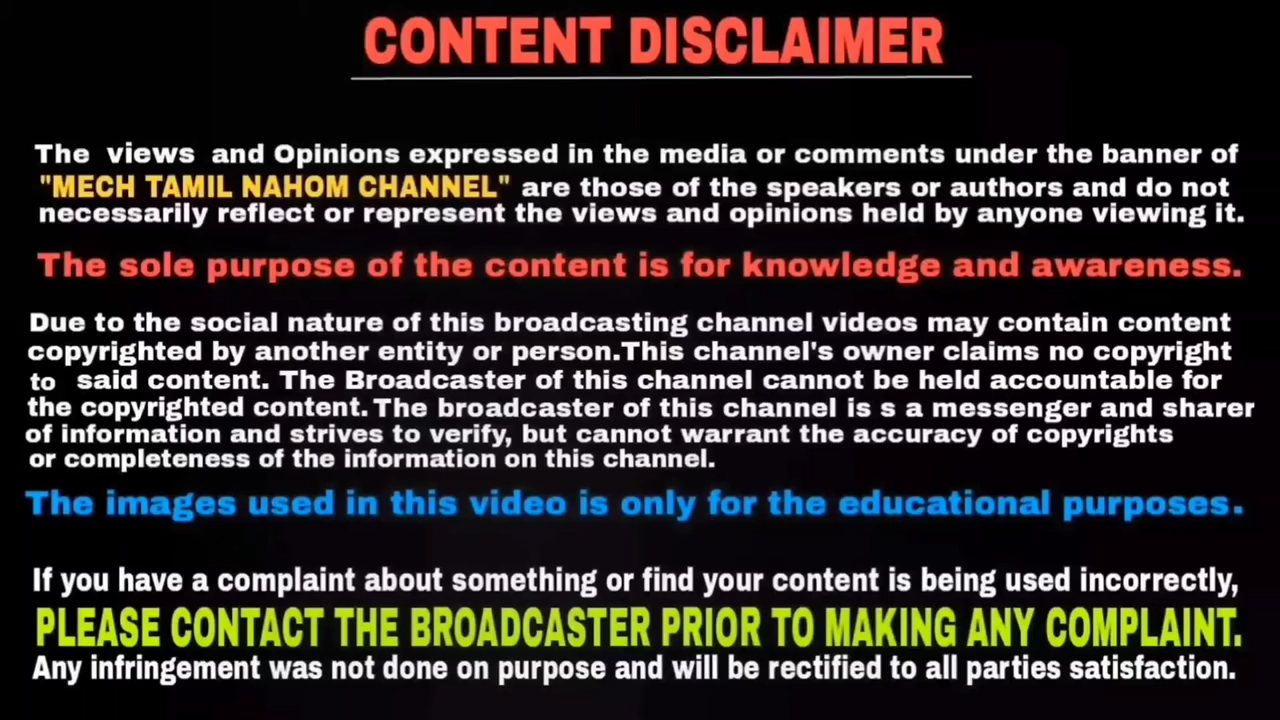 CONTENT DISCLAIMER
The views and Opinions expressed in the media or comments under the banner of
"MECH TAMIL NAHOM CHANNEL" are those of the speakers or authors and do not
necessarily reflect or represent the views and opinions held by anyone viewing it.
The sole purpose of the content is for knowledge and awareness.
Due to the social nature of this broadcasting channel videos may contain content
copyrighted by another entity or person.This channel's owner claims no copyright
to said content. The Broadcaster of this channel cannot be held accountable for
the copyrighted content. The broadcaster of this channel is s a messenger and sharer
of information and strives to verify, but cannot warrant the accuracy of copyrights
or completeness of the information on this channel.
The images used in this video is only for the educational purposes.
If you have a complaint about something or find your content is being used incorrectly,
PLEASE CONTACT THE BROADCASTER PRIOR TO MAKING ANY COMPLAINT.
Any infringement was not done on purpose and will be rectified to all parties satisfaction.